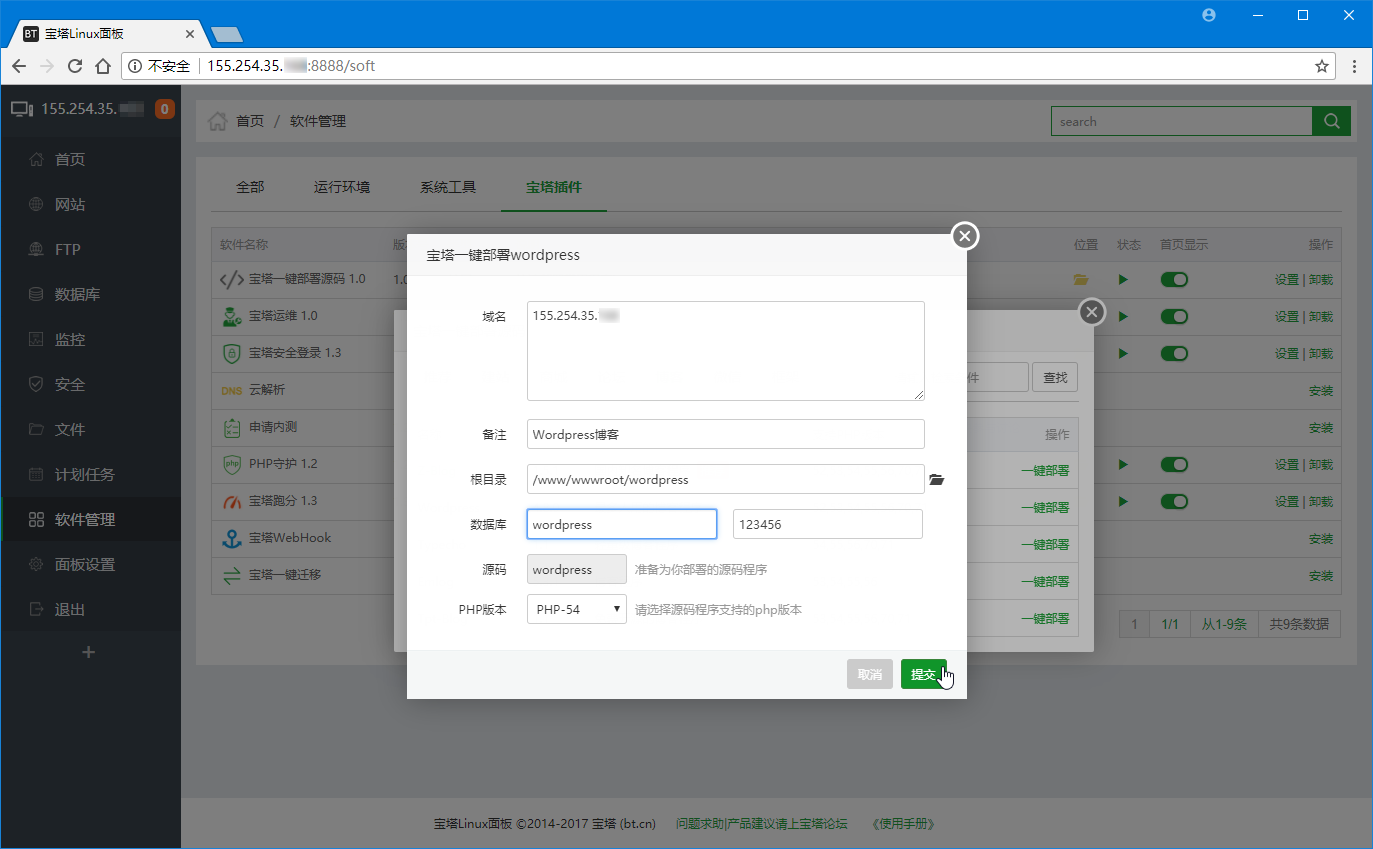 BT 宝塔Linux面板
不安全 155.254.35. :8888/soft
155.254.35. 0
首页 / 软件管理
search
首页
网站
FTP
数据库
监控
安全
文件
计划任务
软件管理
面板设置
退出
全部 运行环境 系统工具 宝塔插件
软件名称 位置 状态 首页显示 操作
宝塔一键部署源码 1.0 1.0 设置 | 卸载
宝塔运维 1.0 设置 | 卸载
宝塔安全登录 1.3 设置 | 卸载
DNS 云解析 安装
申请内测 安装
php PHP守护 1.2 设置 | 卸载
宝塔跑分 1.3 设置 | 卸载
宝塔WebHook 安装
宝塔一键迁移 安装
1 1/1 从1-9条 共9条数据
件 查找
操作
一键部署
一键部署
一键部署
一键部署
一键部署
宝塔一键部署wordpress
域名 155.254.35.
备注 Wordpress博客
根目录 /www/wwwroot/wordpress
数据库 wordpress 123456
源码 wordpress 准备为你部署的源码程序
PHP版本 PHP-54 请选择源码程序支持的php版本
取消 提交
宝塔Linux面板 ©2014-2017 宝塔 (bt.cn) 问题求助|产品建议请上宝塔论坛 《使用手册》